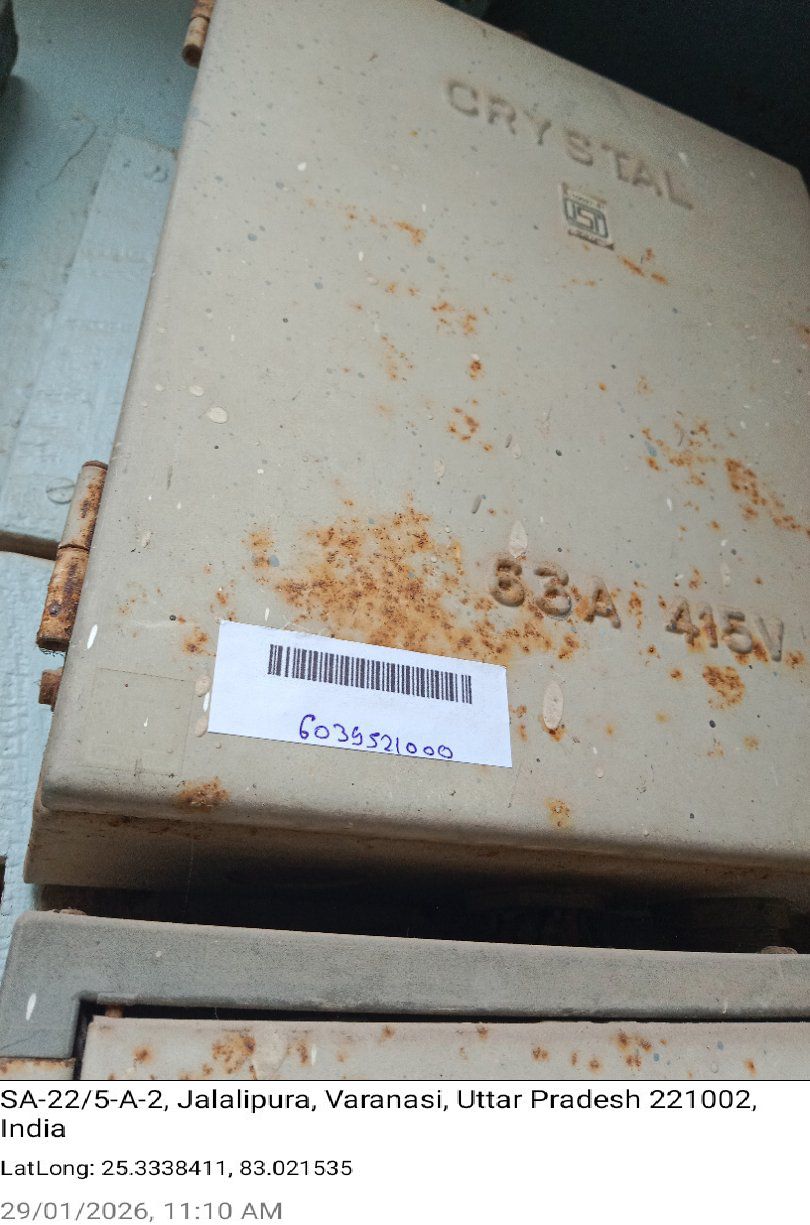 CRYSTAL
ISI
63A 415V
6039521000
SA-22/5-A-2, Jalalipura, Varanasi, Uttar Pradesh 221002,
India
LatLong: 25.3338411, 83.021535
29/01/2026, 11:10 AM